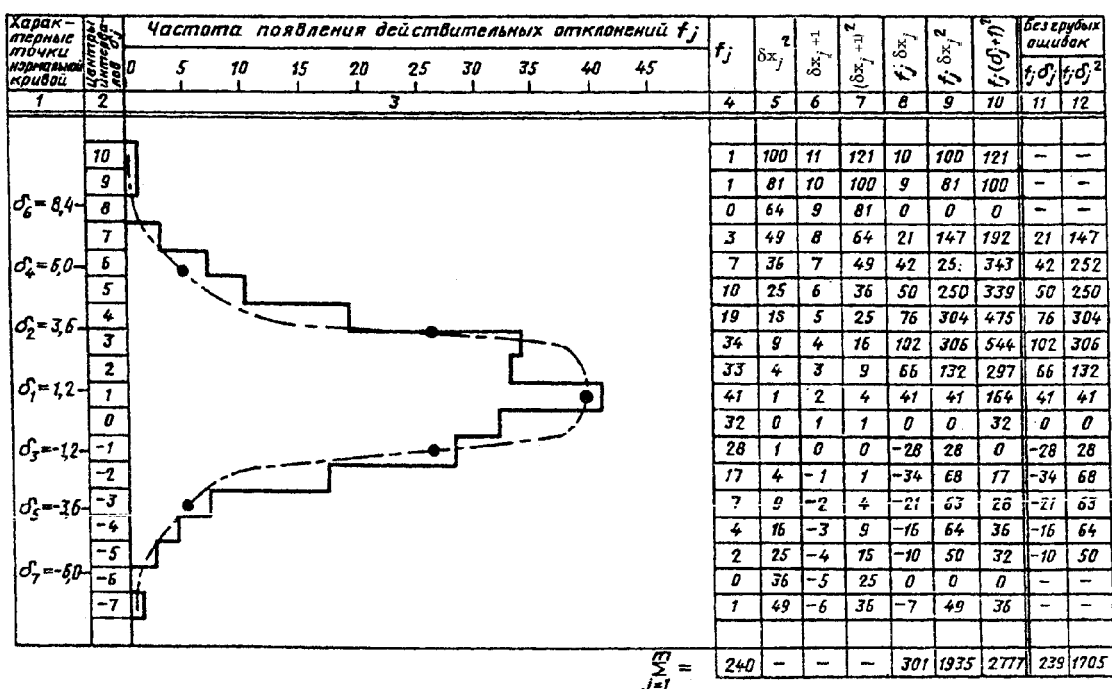 Харак-
терные
точки
нормальной
кривой
Центры
интерва-
лов δj
Частота появления действительных отклонений fj
0 5 10 15 20 25 30 35 40 45
fj δxj² δxj+1 (δxj+1)² fj δxj fj δxj² fj(δj+1)²
Без грубых
ошибок
fjδj fjδj²
1 2 3 4 5 6 7 8 9 10 11 12
10 1 100 11 121 10 100 121 – –
9 1 81 10 100 9 81 100 – –
δ6=8,4
8 0 64 9 81 0 0 0 – –
7 3 49 8 64 21 147 192 21 147
δ4=6,0
6 7 36 7 49 42 25: 343 42 252
5 10 25 6 36 50 250 339 50 250
δ2=3,6
4 19 16 5 25 76 304 475 76 304
3 34 9 4 16 102 306 544 102 306
2 33 4 3 9 66 132 297 66 132
δ1=1,2
1 41 1 2 4 41 41 164 41 41
0 32 0 1 1 0 0 32 0 0
δ3=-1,2
-1 28 1 0 0 -28 28 0 -28 28
-2 17 4 -1 1 -34 68 17 -34 68
δ5=-3,6
-3 7 9 -2 4 -21 63 28 -21 63
-4 4 16 -3 9 -16 64 36 -16 64
-5 2 25 -4 15 -10 50 32 -10 50
δ7=-6,0
-6 0 36 -5 25 0 0 0 – –
-7 1 49 -6 36 -7 49 36 – –
m
Σ =
j=1
240 – – – 301 1935 2777 239 1705